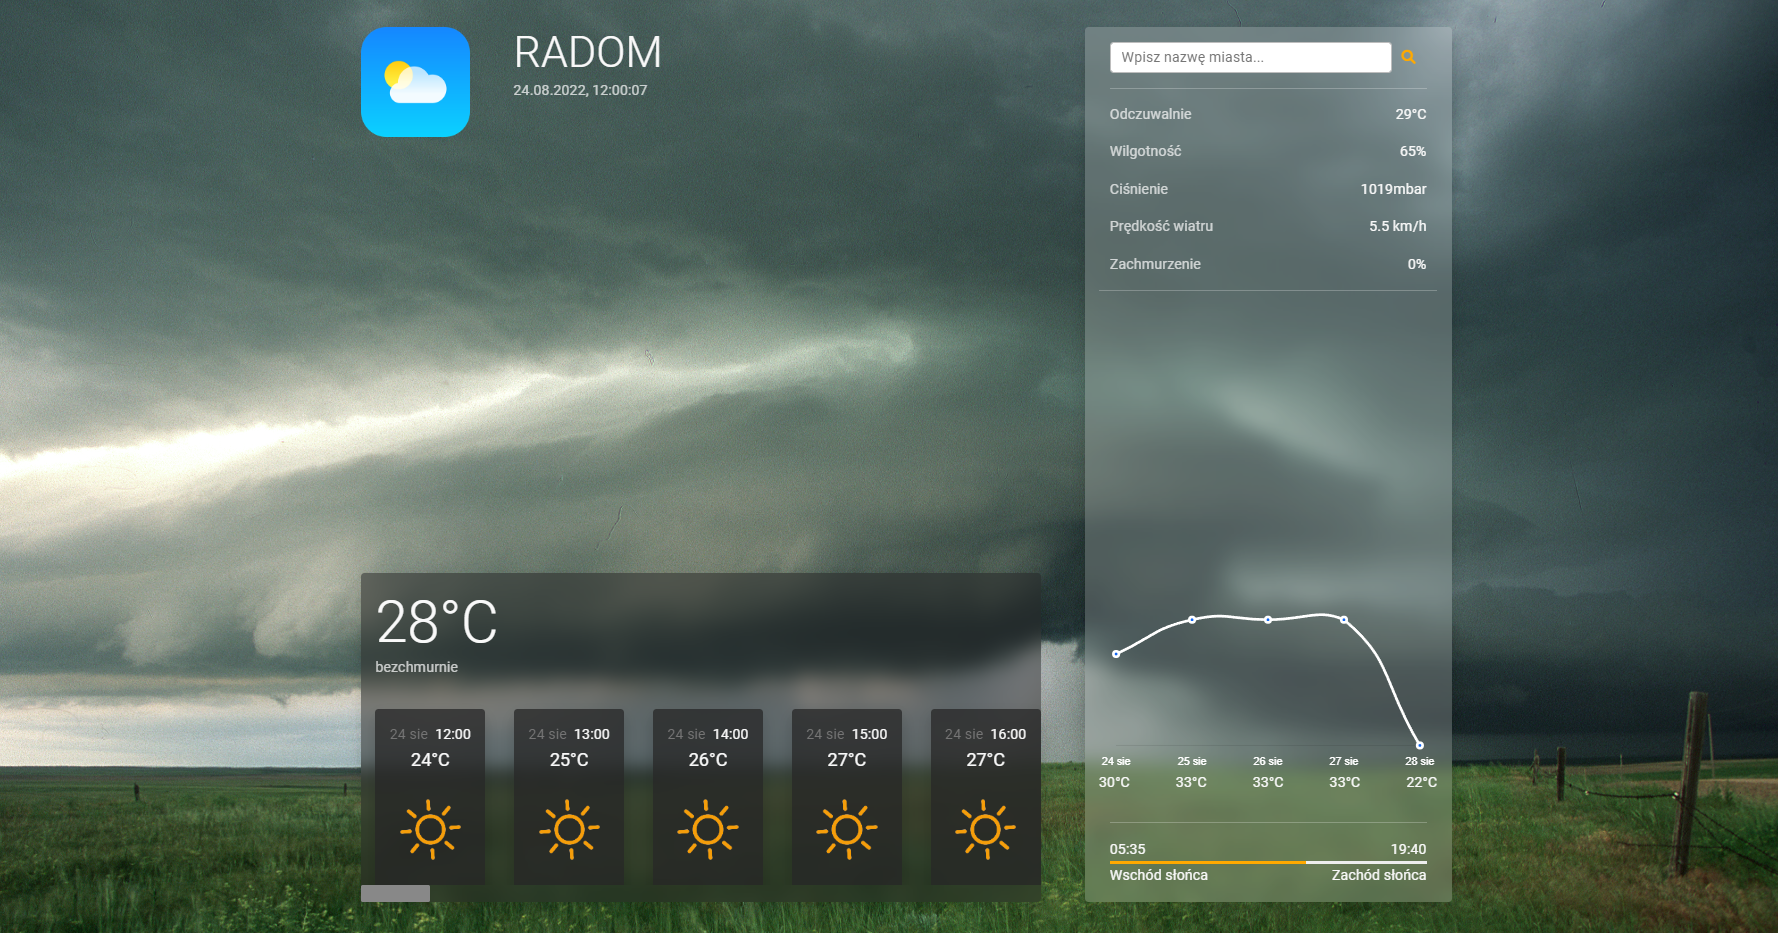 RADOM
24.08.2022, 12:00:07
28°C
bezchmurnie
24 sie 12:00
24°C
24 sie 13:00
25°C
24 sie 14:00
26°C
24 sie 15:00
27°C
24 sie 16:00
27°C
Wpisz nazwę miasta...
Odczuwalnie 29°C
Wilgotność 65%
Ciśnienie 1019mbar
Prędkość wiatru 5.5 km/h
Zachmurzenie 0%
24 sie 25 sie 26 sie 27 sie 28 sie
30°C 33°C 33°C 33°C 22°C
05:35 19:40
Wschód słońca Zachód słońca